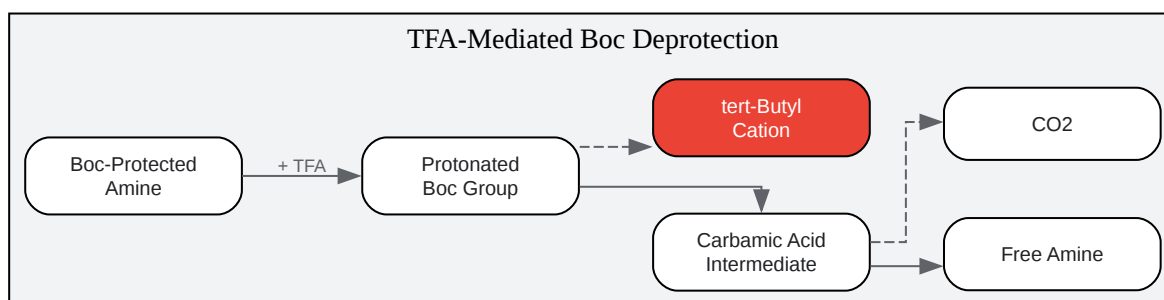 TFA-Mediated Boc Deprotection
Boc-Protected
Amine
+ TFA
Protonated
Boc Group
tert-Butyl
Cation
Carbamic Acid
Intermediate
CO2
Free Amine